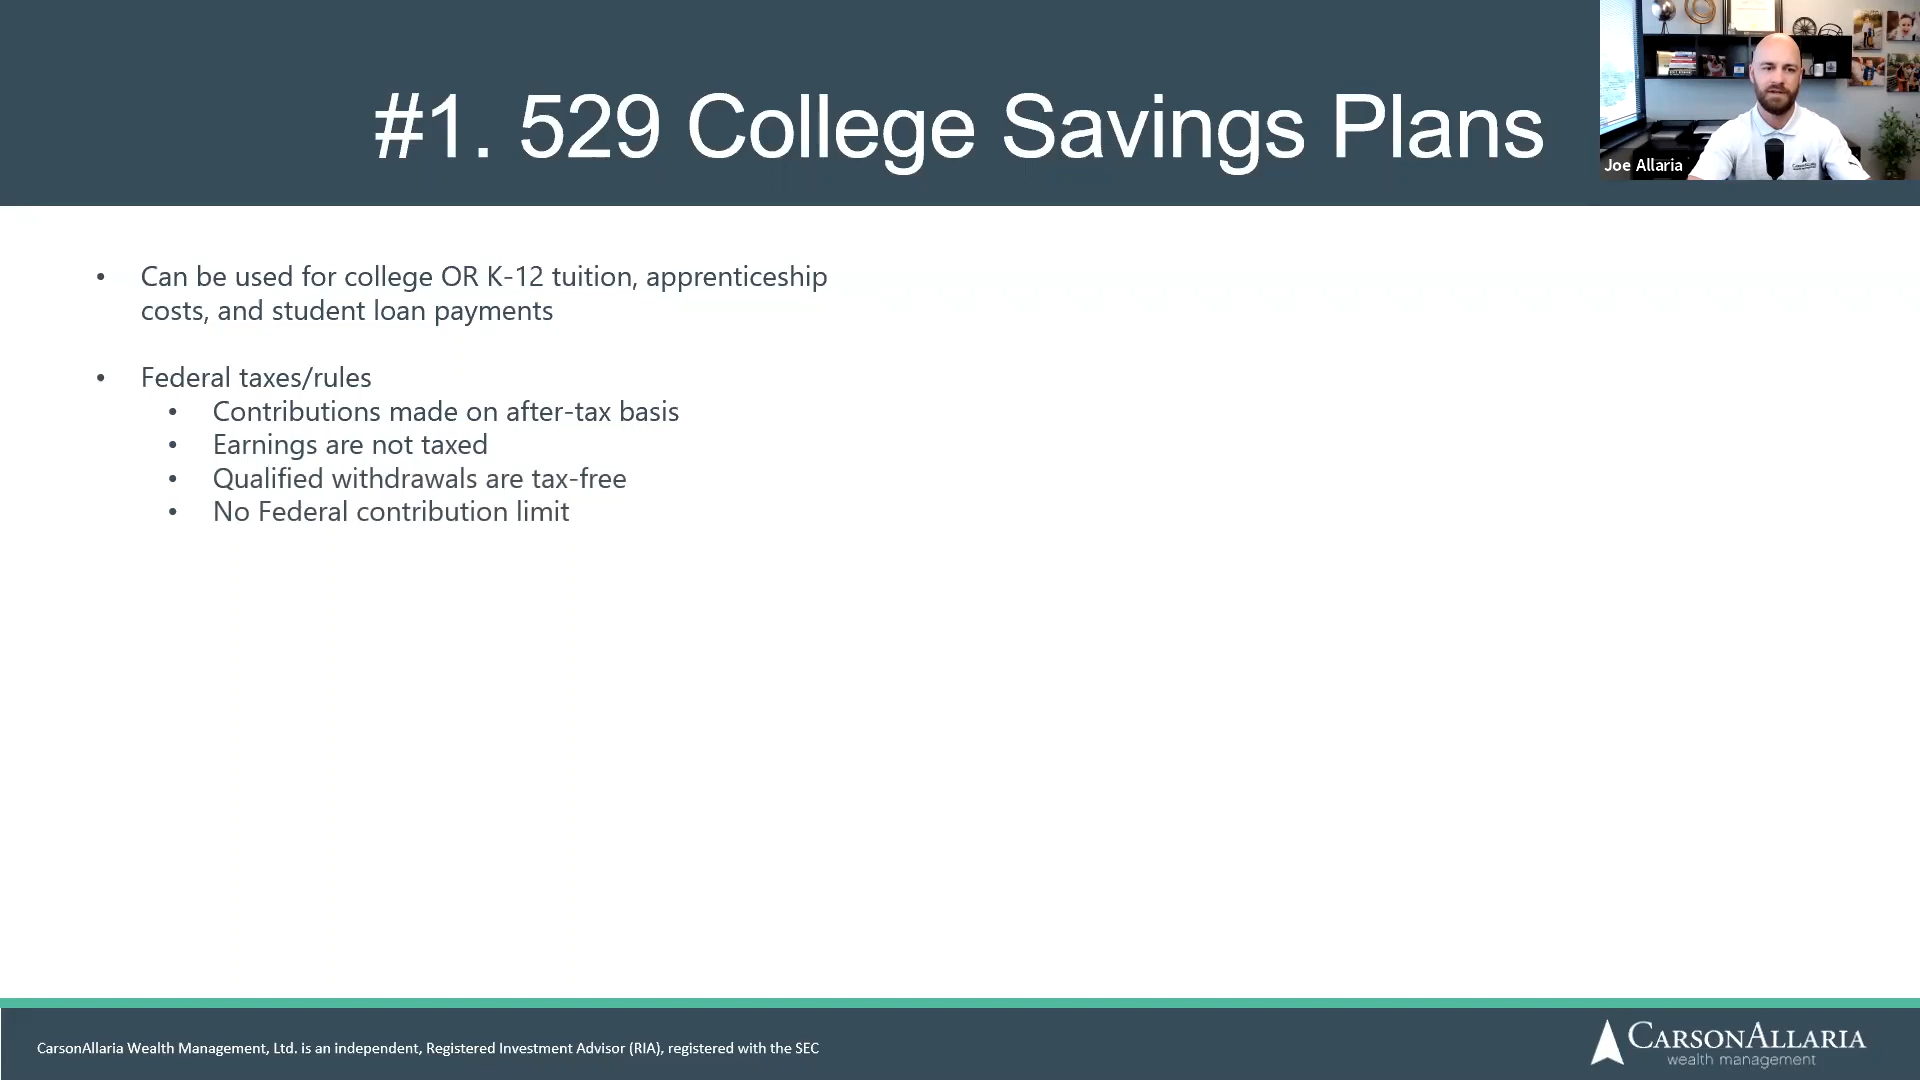 #1. 529 College Savings Plans
Joe Allaria
• Can be used for college OR K-12 tuition, apprenticeship
costs, and student loan payments
• Federal taxes/rules
• Contributions made on after-tax basis
• Earnings are not taxed
• Qualified withdrawals are tax-free
• No Federal contribution limit
CarsonAllaria Wealth Management, Ltd. is an independent, Registered Investment Advisor (RIA), registered with the SEC
CARSONALLARIA
wealth management